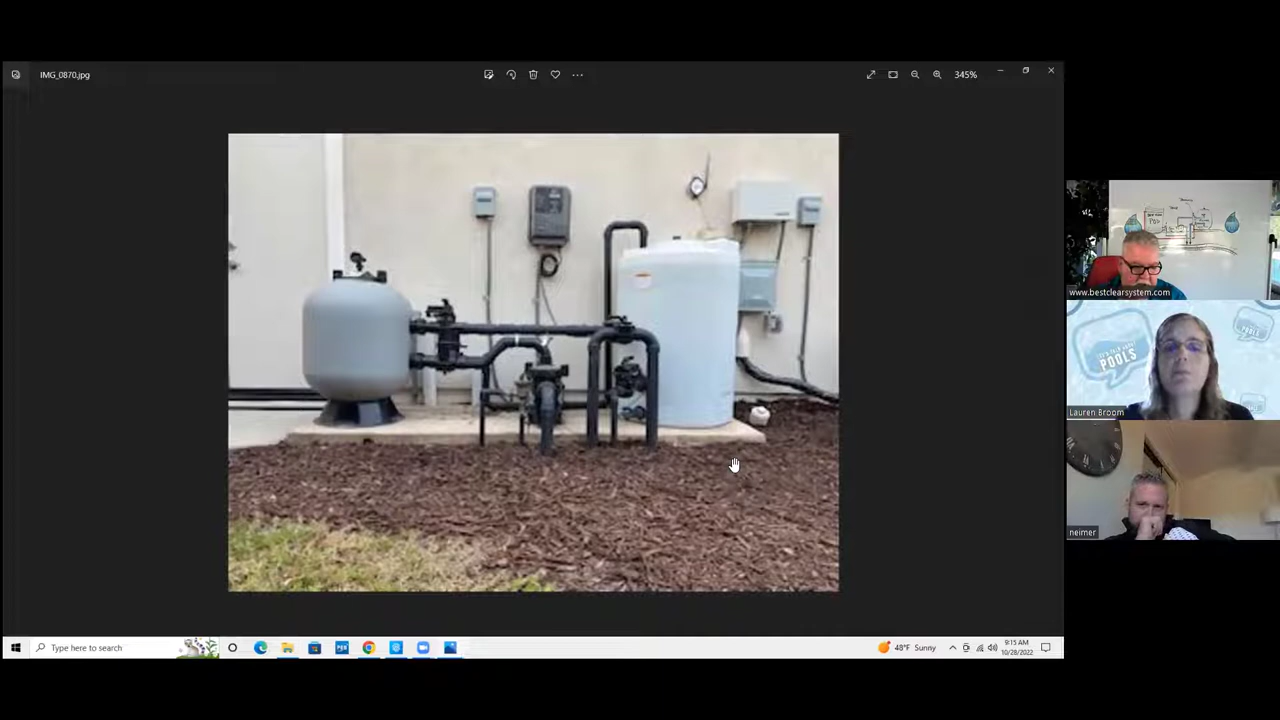 IMG_0870.jpg
345%
www.bestclearsystem.com
POOLS
Lauren Broom
neimer
Type here to search
48°F Sunny
9:15 AM
10/28/2022